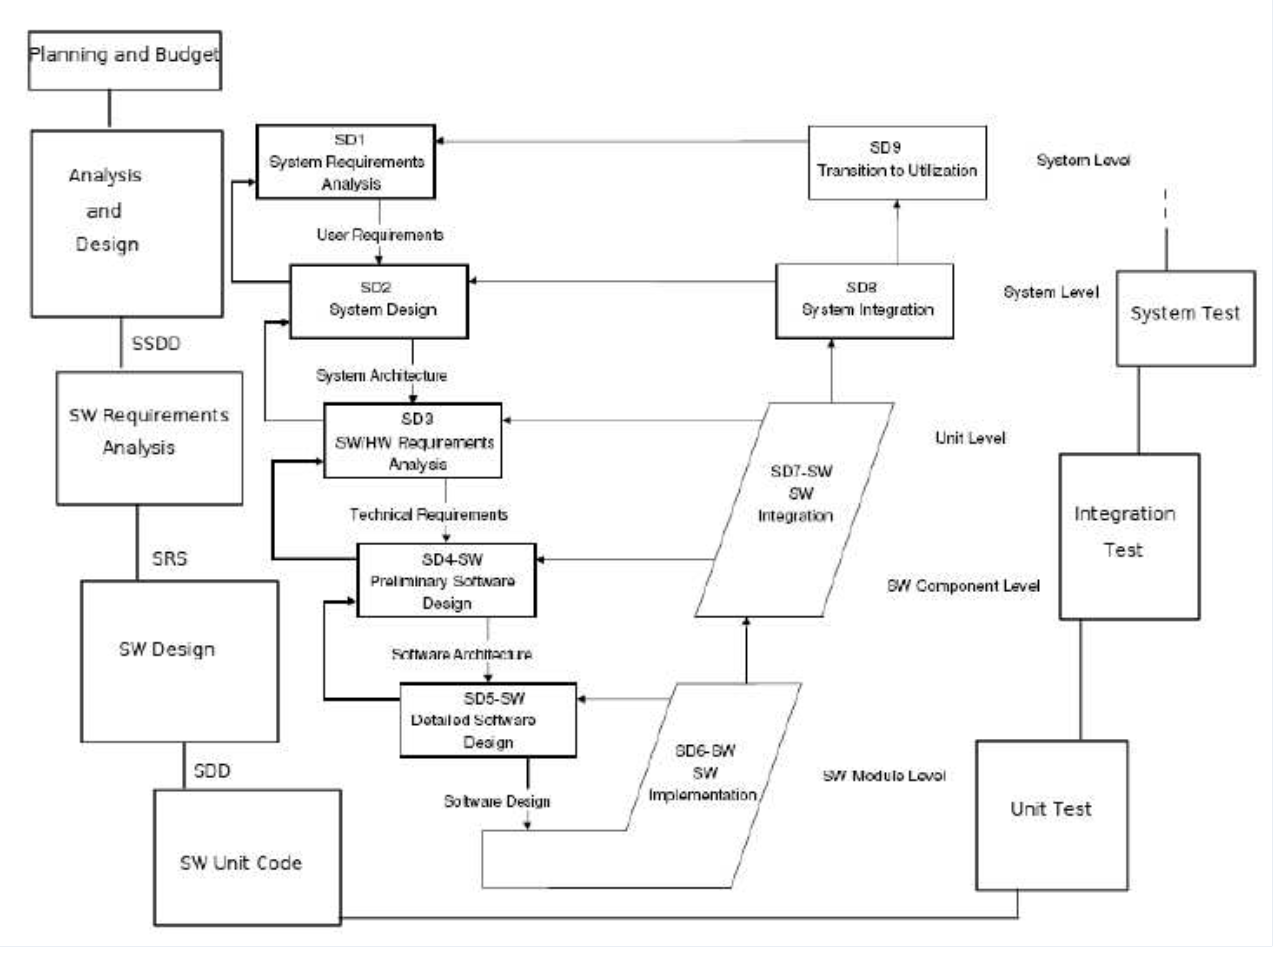 Planning and Budget
Analysis
and
Design
SSDD
SW Requirements
Analysis
SRS
SW Design
SDD
SW Unit Code
SD1
System Requirements
Analysis
User Requirements
SD2
System Design
System Architecture
SD3
SW/HW Requirements
Analysis
Technical Requirements
SD4-SW
Preliminary Software
Design
Software Architecture
SD5-SW
Detailed Software
Design
Software Design
SD6-SW
SW
Implementation
SD7-SW
SW
Integration
SD8
System Integration
SD9
Transition to Utilization
System Level
System Level
Unit Level
SW Component Level
SW Module Level
System Test
Integration
Test
Unit Test